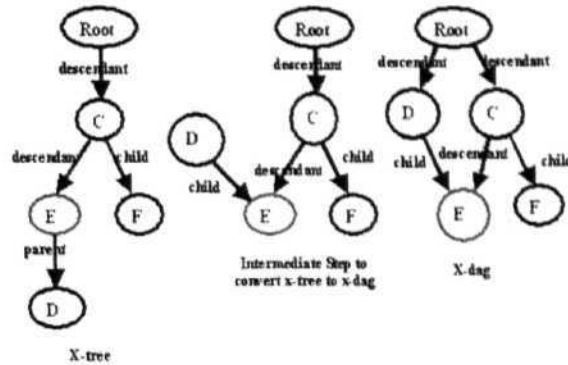 Root
descendant
C
descendant
child
E
F
parent
D
X-tree
Root
descendant
D
C
child
descendant
child
E
F
Intermediate Step to
convert x-tree to x-dag
Root
descendant
descendant
D
C
child
descendant
child
E
F
X-dag